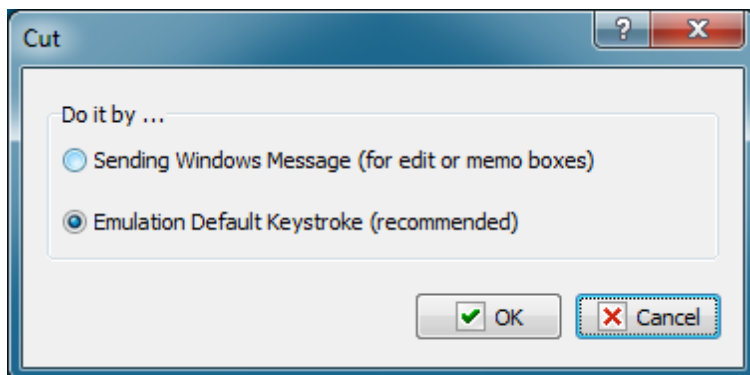 Cut
?
Do it by ...
Sending Windows Message (for edit or memo boxes)
Emulation Default Keystroke (recommended)
OK
Cancel